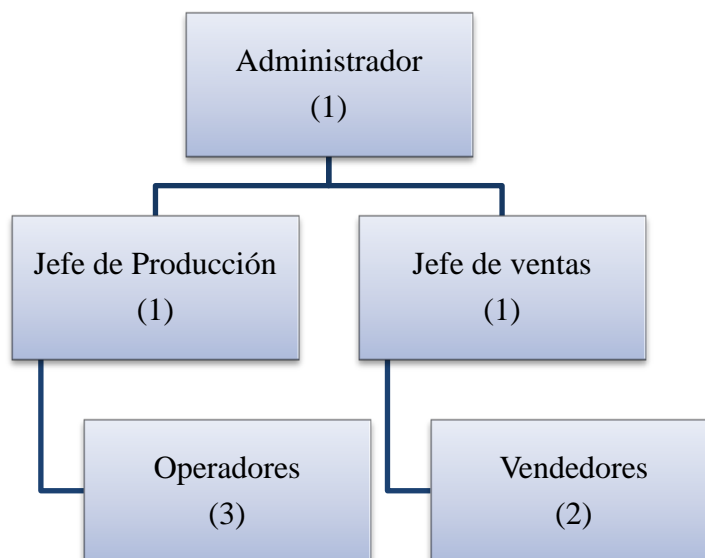 Administrador
(1)
Jefe de Producción
(1)
Jefe de ventas
(1)
Operadores
(3)
Vendedores
(2)